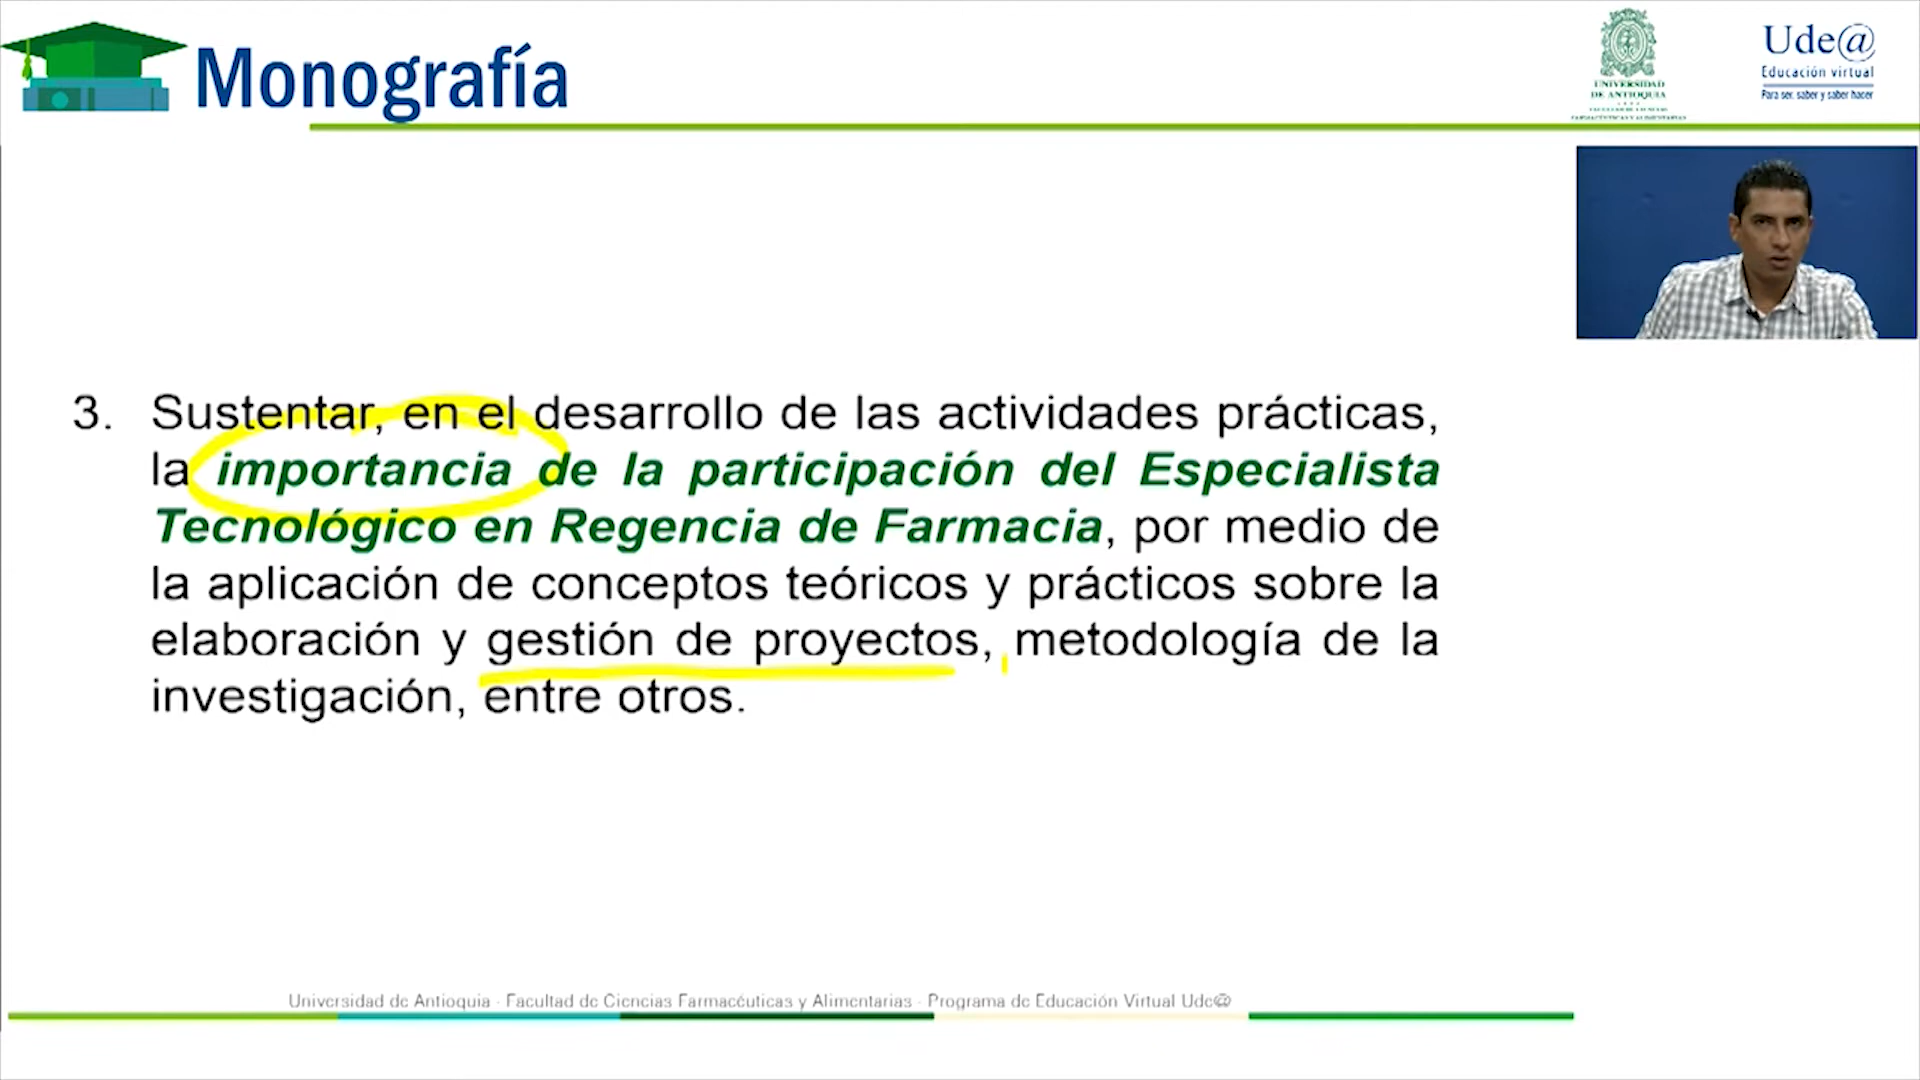 Monografía
UNIVERSIDAD
DE ANTIOQUIA
Ude@
Educación virtual
Para ser, saber y saber hacer
3. Sustentar, en el desarrollo de las actividades prácticas,
la importancia de la participación del Especialista
Tecnológico en Regencia de Farmacia, por medio de
la aplicación de conceptos teóricos y prácticos sobre la
elaboración y gestión de proyectos, metodología de la
investigación, entre otros.
Universidad de Antioquia · Facultad de Ciencias Farmacéuticas y Alimentarias · Programa de Educación Virtual Ude@